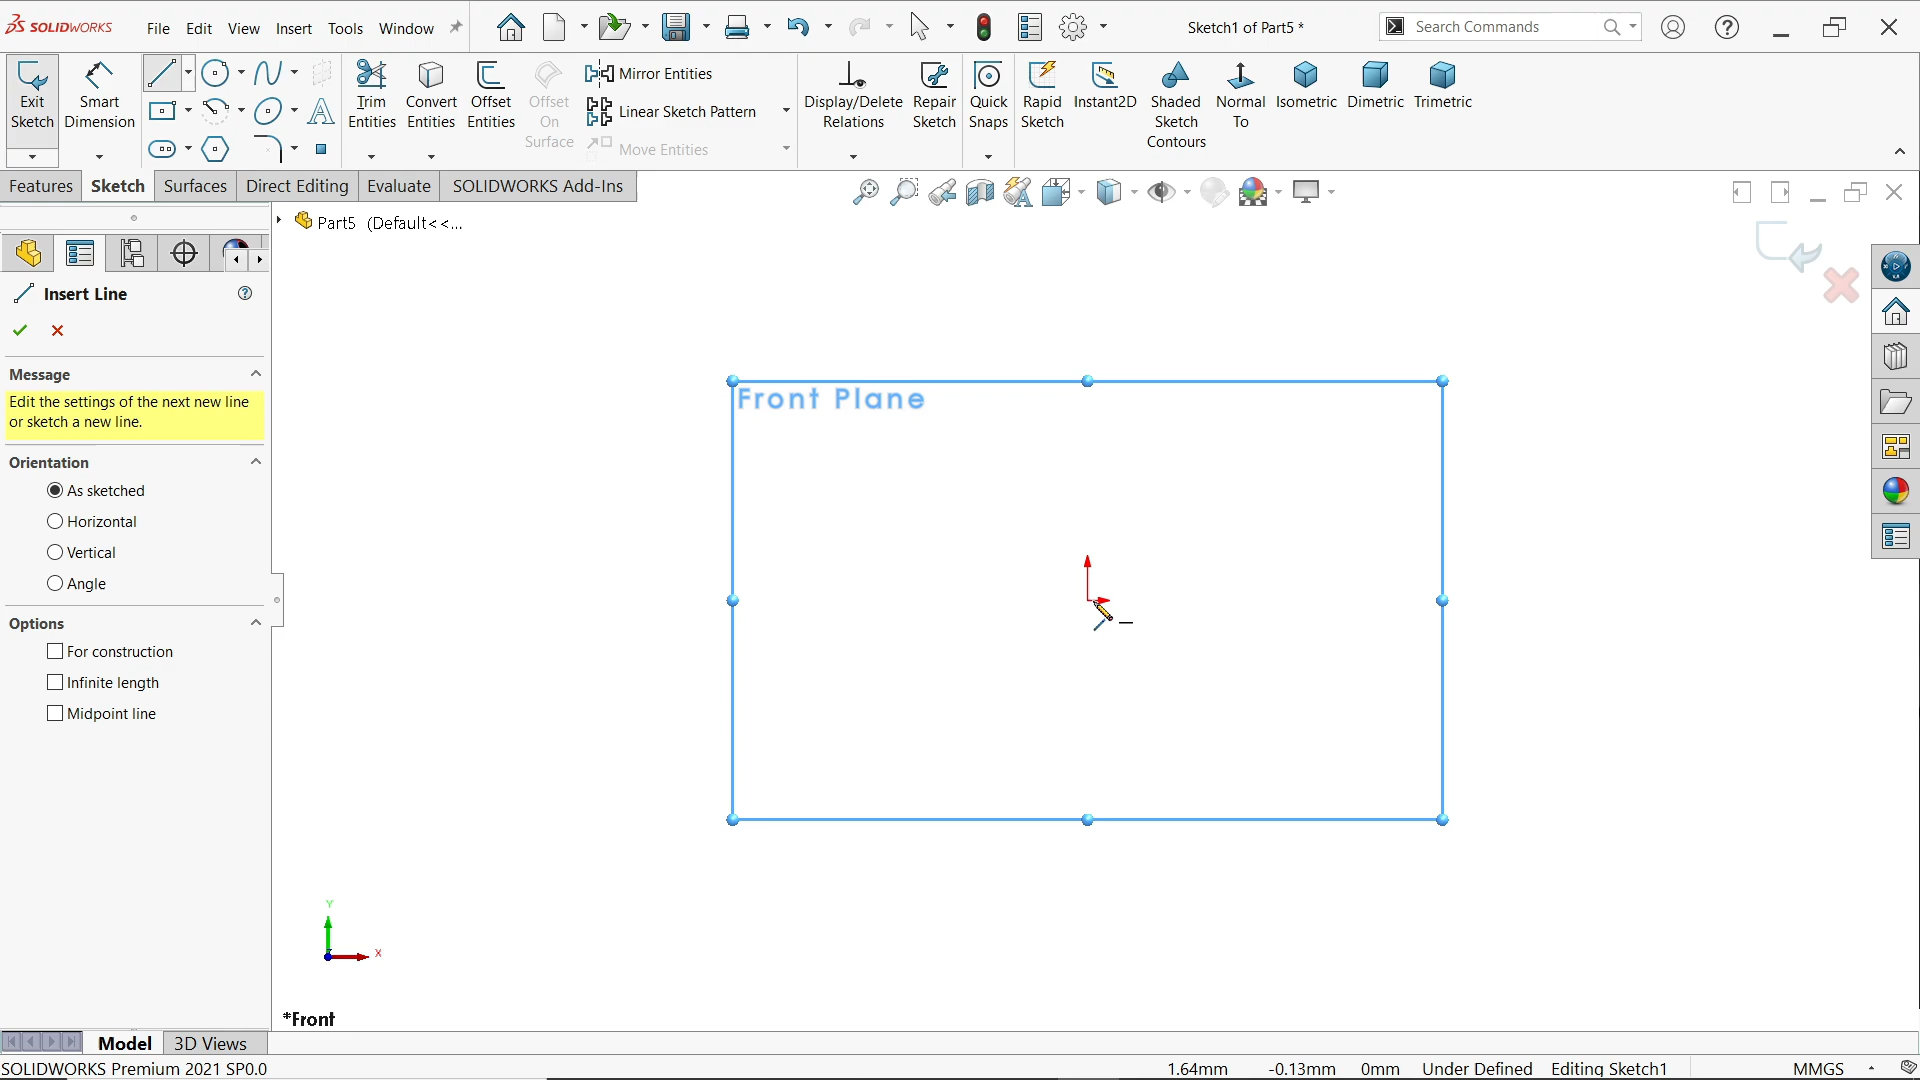 SOLIDWORKS File Edit View Insert Tools Window Sketch1 of Part5 * Search Commands
Exit Sketch
Smart Dimension
Trim Entities
Convert Entities
Offset Entities
Offset On Surface
Mirror Entities
Linear Sketch Pattern
Move Entities
Display/Delete Relations
Repair Sketch
Quick Snaps
Rapid Sketch
Instant2D
Shaded Sketch Contours
Normal To
Isometric
Dimetric
Trimetric
Features Sketch Surfaces Direct Editing Evaluate SOLIDWORKS Add-Ins
Part5 (Default<<...
Insert Line
Message
Edit the settings of the next new line
or sketch a new line.
Orientation
As sketched
Horizontal
Vertical
Angle
Options
For construction
Infinite length
Midpoint line
Front Plane
Y
X
*Front
Model 3D Views
SOLIDWORKS Premium 2021 SP0.0 1.64mm -0.13mm 0mm Under Defined Editing Sketch1 MMGS